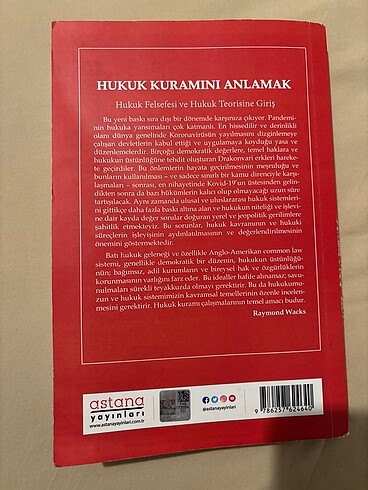 HUKUK KURAMINI ANLAMAK
Hukuk Felsefesi ve Hukuk Teorisine Giriş
Bu yeni baskı sıra dışı bir dönemde karşınıza çıkıyor. Pandemi-
nin hukuka yansımaları çok katmanlı. En hissedilir ve derinlikli
olanı dünya genelinde Koronavirüsün yayılmasını dizginlemeye
çalışan devletlerin kabul ettiği ve uygulamaya koyduğu yasa ve
düzenlemelerdir. Birçoğu demokratik değerlere, temel haklara ve
hukukun üstünlüğüne tehdit oluşturan Drakonvari erkleri hareke-
te geçirdiler. Bu önlemlerin hayata geçirilmesinin meşruluğu ve
bunların kullanılması – ve sadece sınırlı bir kamu direnciyle karşı-
laşmaları – sonrası, en nihayetinde Kovid-19'un üstesinden gelin-
dikten sonra da bazı hükümlerin kalıcı olup olmayacağı uzun süre
tartışılacak. Aynı zamanda ulusal ve uluslararası hukuk sistemleri-
ni gittikçe daha fazla baskı altına alan ve hukukun niteliği ve işlevi-
ne dair kayda değer sorular doğuran yerel ve jeopolitik gerilimlere
şahitlik etmekteyiz. Bu sorunlar, hukuk kavramının ve hukuki
süreçlerin işleyişinin aydınlatılmasının ve değerlendirilmesinin
önemini göstermektedir.
Batı hukuk geleneği ve özellikle Anglo-Amerikan common law
sistemi, genellikle demokratik bir düzenin, hukukun üstünlüğü-
nün; bağımsız, adil kurumların ve bireysel hak ve özgürlüklerin
korunmasının varlığını farz eder. Bu idealler hafife alınamaz; savu-
nulmaları sürekli teyakkuzda olmayı gerektirir. Bu da hukukumu-
zun ve hukuk sistemimizin kavramsal temellerinin özenle incelen-
mesini gerektirir. Hukuk kuramı çalışmalarının temel amacı budur.
Raymond Wacks
astana
yayınları
www.astanayayinlari.com.tr
@astanayayinlari
9 786257 624640